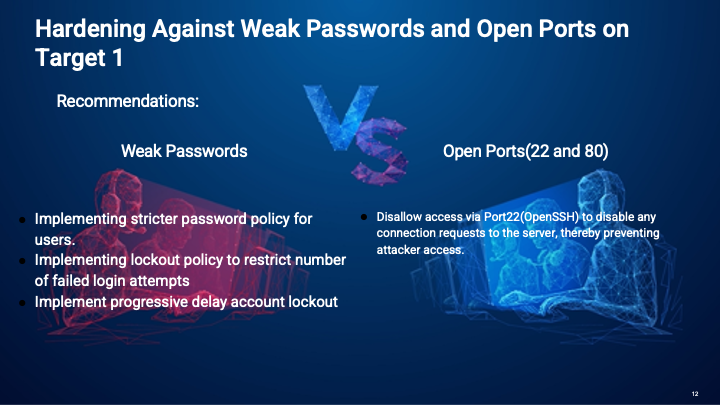 Hardening Against Weak Passwords and Open Ports on
Target 1
Recommendations:
VS
Weak Passwords
Open Ports(22 and 80)
● Implementing stricter password policy for
users.
● Implementing lockout policy to restrict number
of failed login attempts
● Implement progressive delay account lockout
● Disallow access via Port22(OpenSSH) to disable any
connection requests to the server, thereby preventing
attacker access.
12